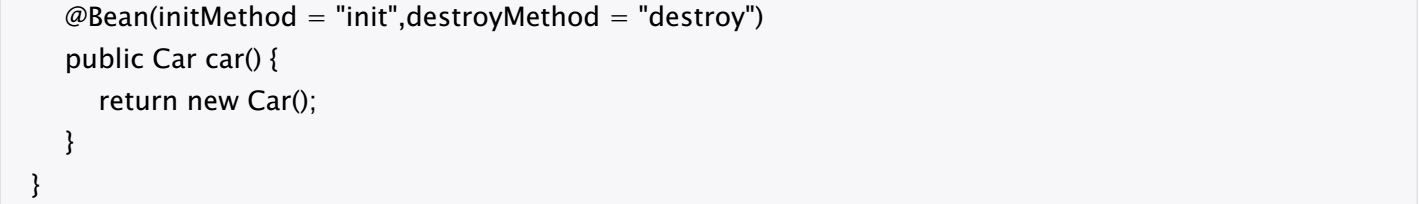 @Bean(initMethod = "init",destroyMethod = "destroy")
public Car car() {
return new Car();
}
}